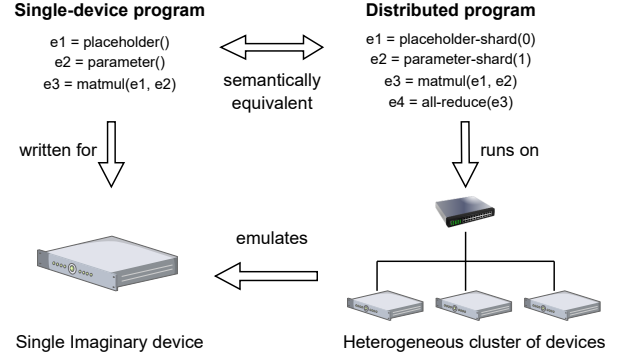 Single-device program
e1 = placeholder()
e2 = parameter()
e3 = matmul(e1, e2)
semantically
equivalent
Distributed program
e1 = placeholder-shard(0)
e2 = parameter-shard(1)
e3 = matmul(e1, e2)
e4 = all-reduce(e3)
written for
runs on
emulates
Single Imaginary device
Heterogeneous cluster of devices